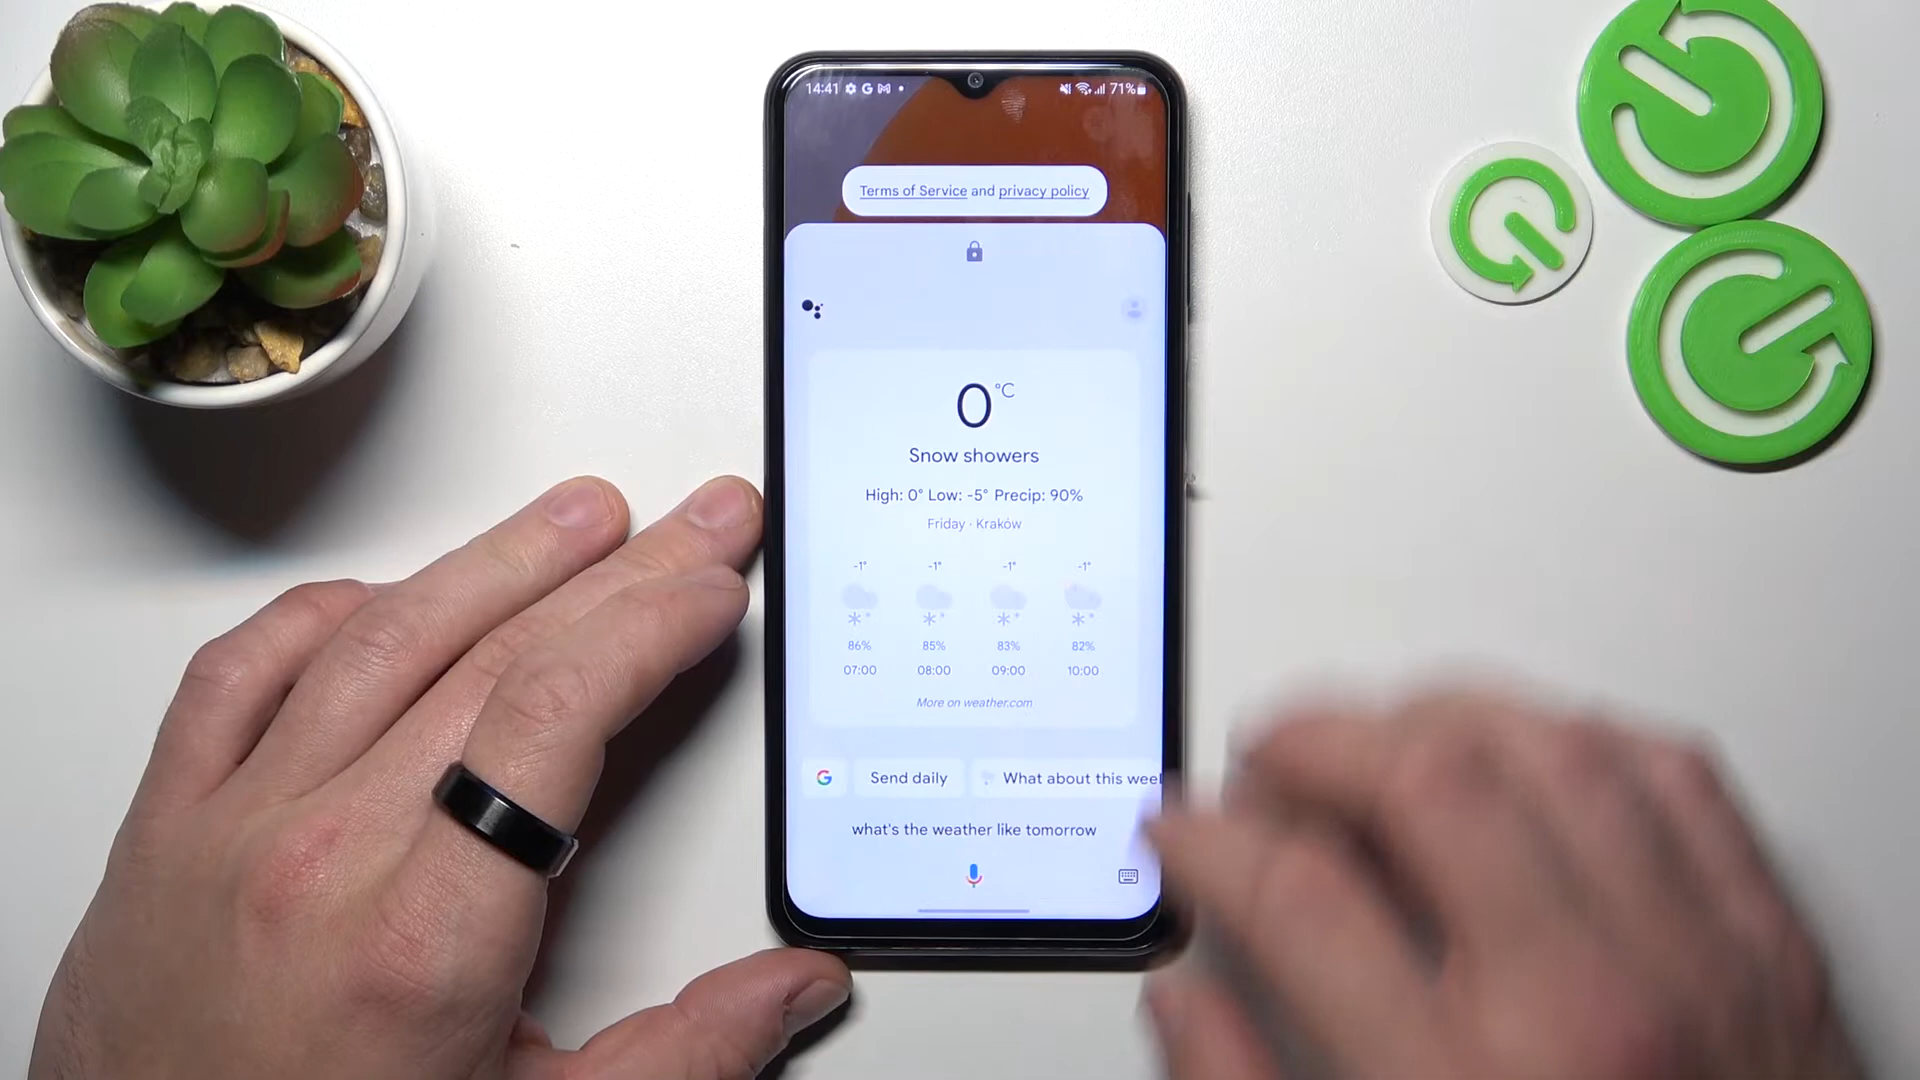 14:41 G 71%
Terms of Service and privacy policy
0°C
Snow showers
High: 0° Low: -5° Precip: 90%
Friday · Kraków
-1° -1° -1° -1°
86% 85% 83% 82%
07:00 08:00 09:00 10:00
More on weather.com
G Send daily What about this wee
what's the weather like tomorrow